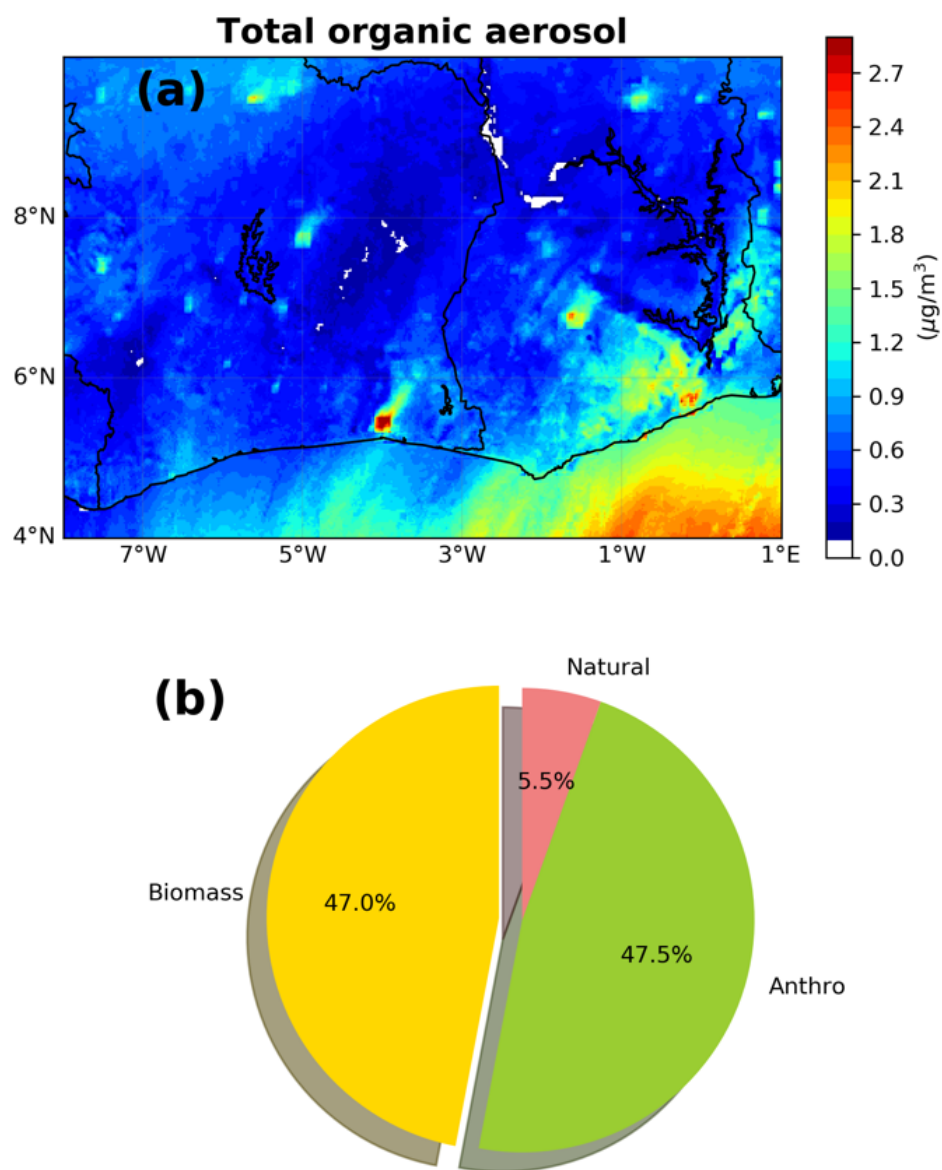 Total organic aerosol
(a)
8°N
6°N
4°N
7°W 5°W 3°W 1°W 1°E
2.7
2.4
2.1
1.8
1.5
1.2
0.9
0.6
0.3
0.0
(μg/m³)
(b)
Natural
5.5%
Biomass
47.0%
47.5%
Anthro